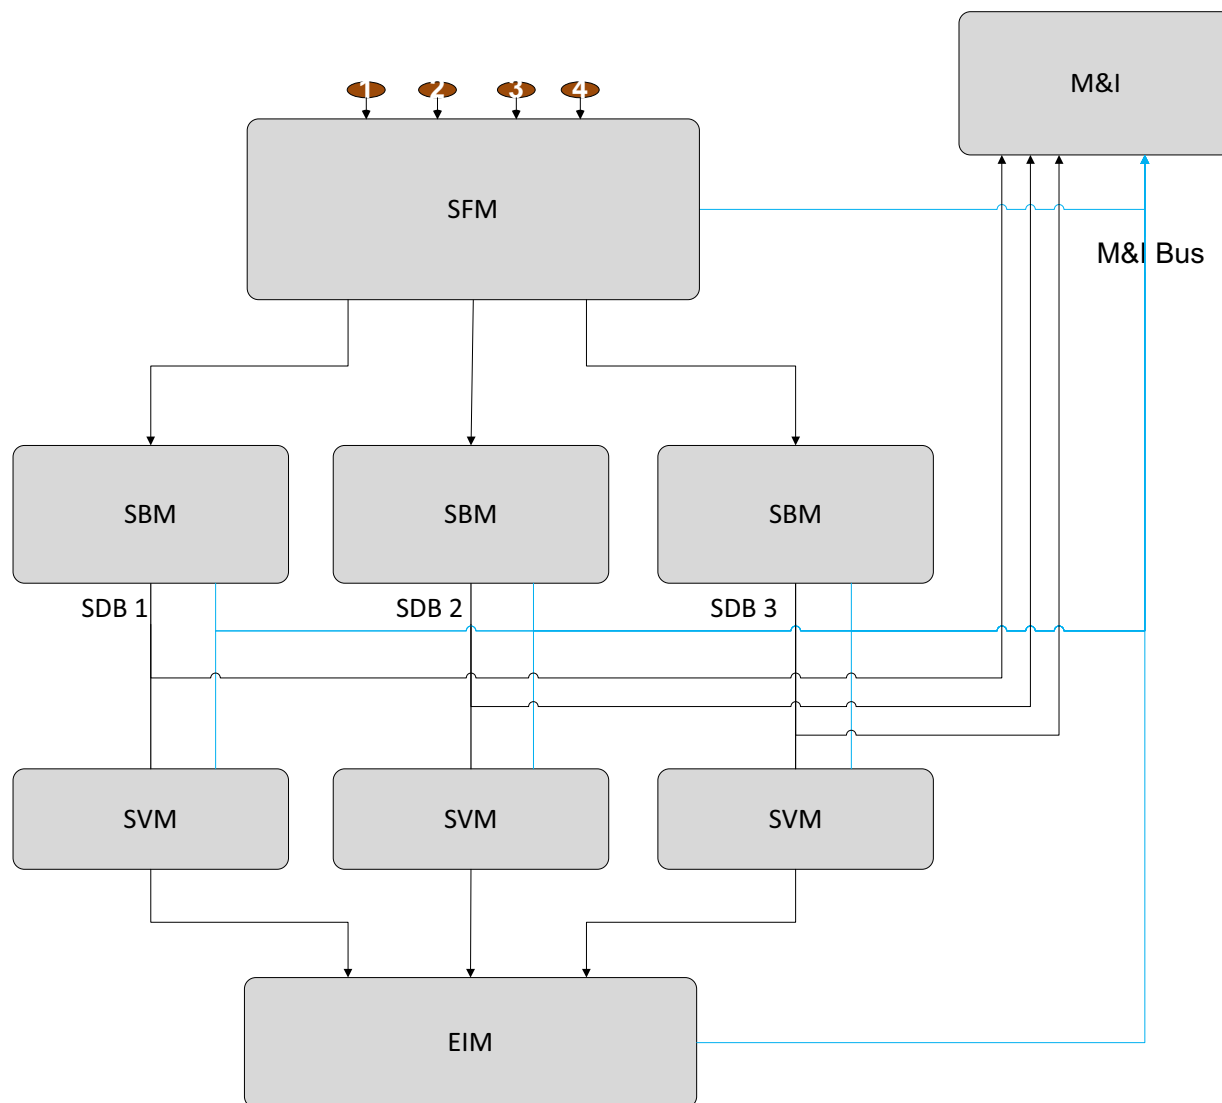 M&I
1 2 3 4
SFM
M&I Bus
SBM SBM SBM
SDB 1 SDB 2 SDB 3
SVM SVM SVM
EIM